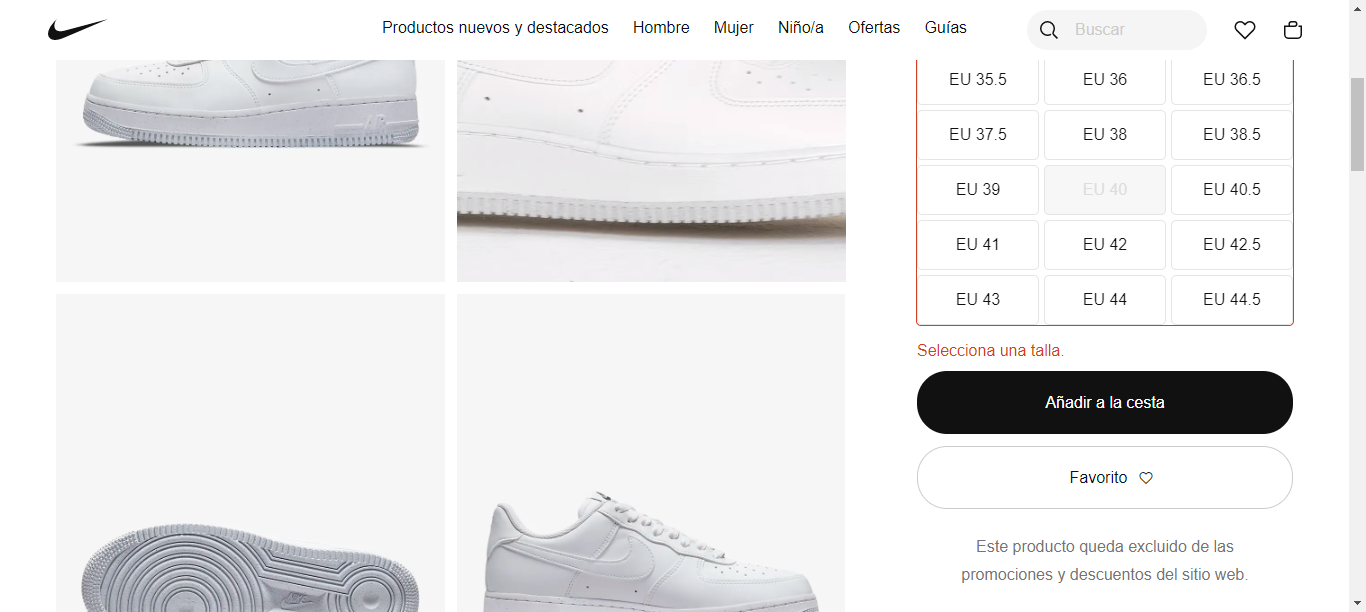 Productos nuevos y destacados Hombre Mujer Niño/a Ofertas Guías Buscar
EU 35.5 EU 36 EU 36.5
EU 37.5 EU 38 EU 38.5
EU 39 EU 40 EU 40.5
EU 41 EU 42 EU 42.5
EU 43 EU 44 EU 44.5
Selecciona una talla.
Añadir a la cesta
Favorito
Este producto queda excluido de las
promociones y descuentos del sitio web.
AIR